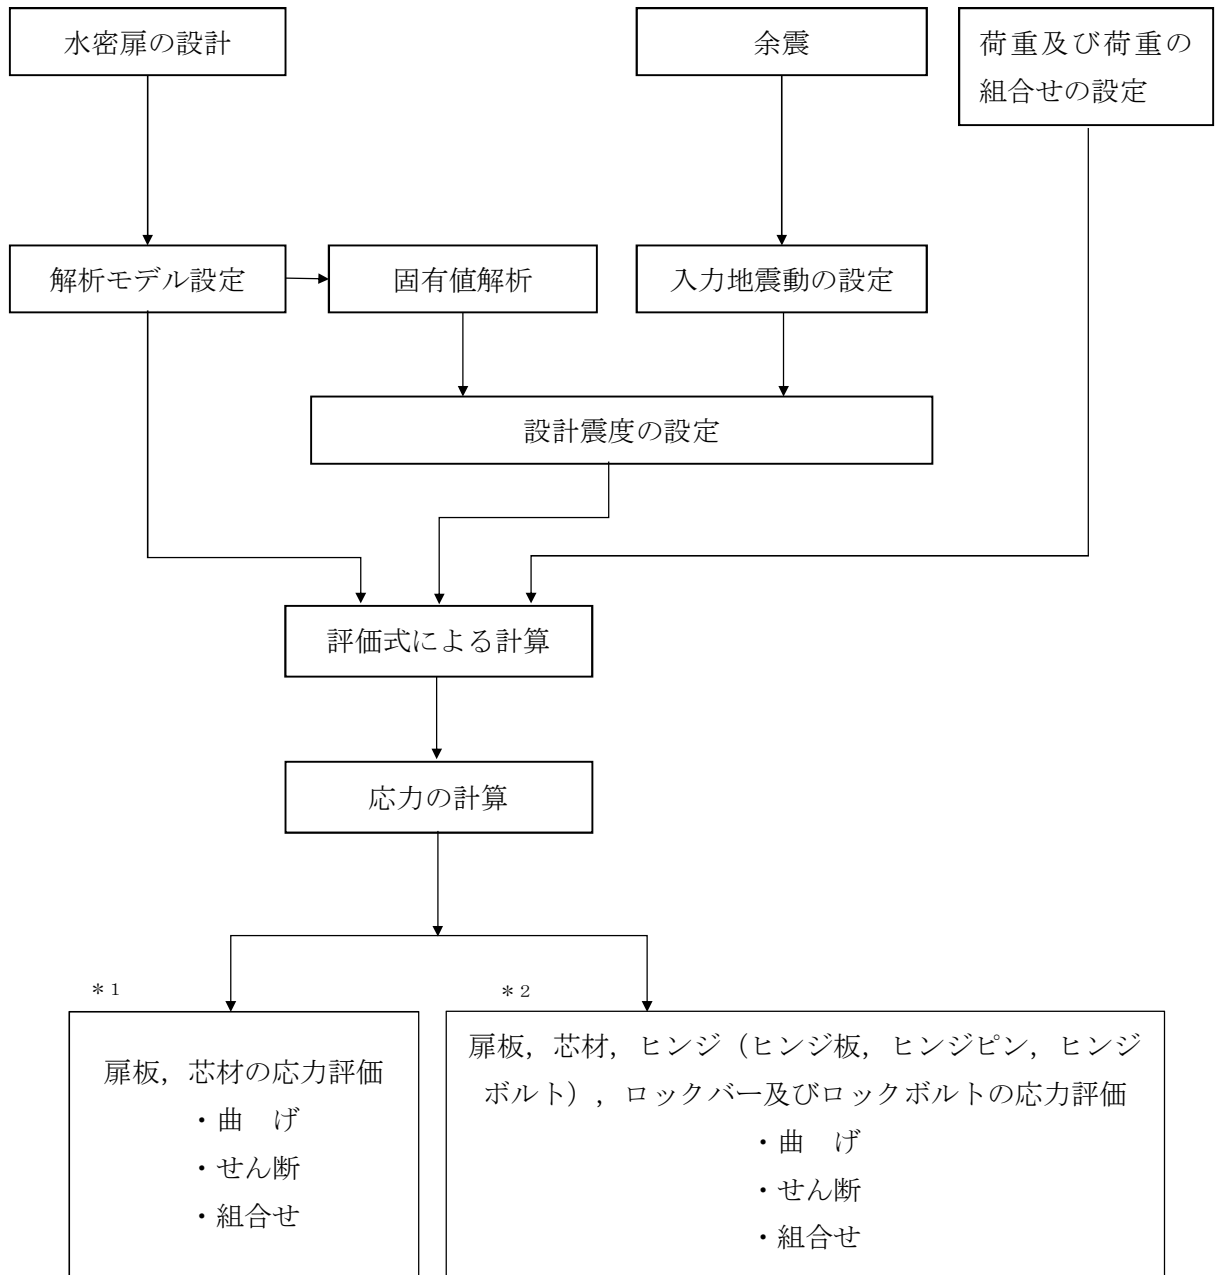 水密扉の設計
余震
荷重及び荷重の
組合せの設定
解析モデル設定
固有値解析
入力地震動の設定
設計震度の設定
評価式による計算
応力の計算
＊1
扉板，芯材の応力評価
・曲　げ
・せん断
・組合せ
＊2
扉板，芯材，ヒンジ（ヒンジ板，ヒンジピン，ヒンジ
ボルト），ロックバー及びロックボルトの応力評価
・曲　げ
・せん断
・組合せ